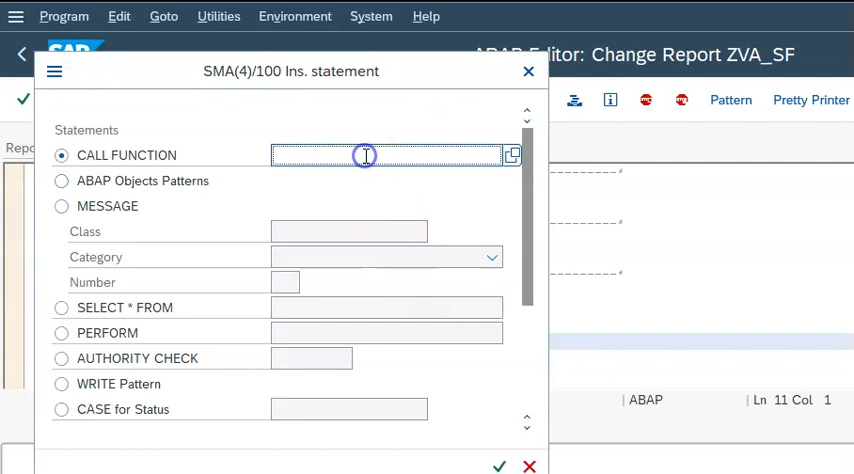 Program Edit Goto Utilities Environment System Help
SAP
ABAP Editor: Change Report ZVA_SF
SMA(4)/100 Ins. statement
Pattern Pretty Printer
Statements
Repo
CALL FUNCTION
ABAP Objects Patterns
MESSAGE
Class
Category
Number
SELECT * FROM
PERFORM
AUTHORITY CHECK
WRITE Pattern
CASE for Status
| ABAP | Ln 11 Col 1